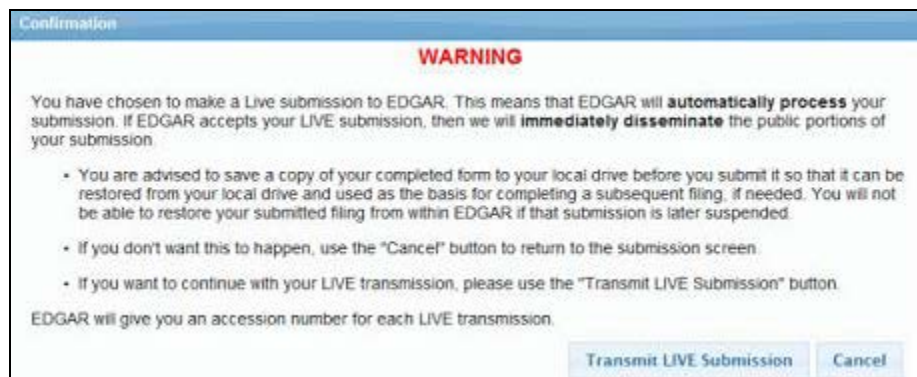 Confirmation
WARNING
You have chosen to make a Live submission to EDGAR. This means that EDGAR will automatically process your
submission. If EDGAR accepts your LIVE submission, then we will immediately disseminate the public portions of
your submission.
• You are advised to save a copy of your completed form to your local drive before you submit it so that it can be
restored from your local drive and used as the basis for completing a subsequent filing, if needed. You will not
be able to restore your submitted filing from within EDGAR if that submission is later suspended.
• If you don't want this to happen, use the "Cancel" button to return to the submission screen.
• If you want to continue with your LIVE transmission, please use the "Transmit LIVE Submission" button.
EDGAR will give you an accession number for each LIVE transmission.
Transmit LIVE Submission Cancel